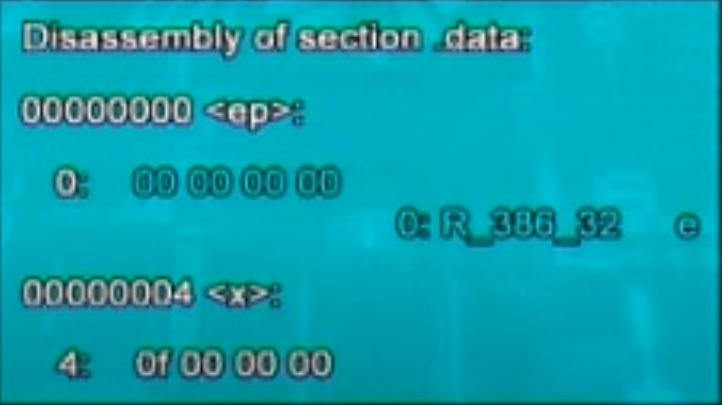 Disassembly of section .data:
00000000 <ep>:
0: 00 00 00 00
0: R_386_32 e
00000004 <x>:
4: 0f 00 00 00